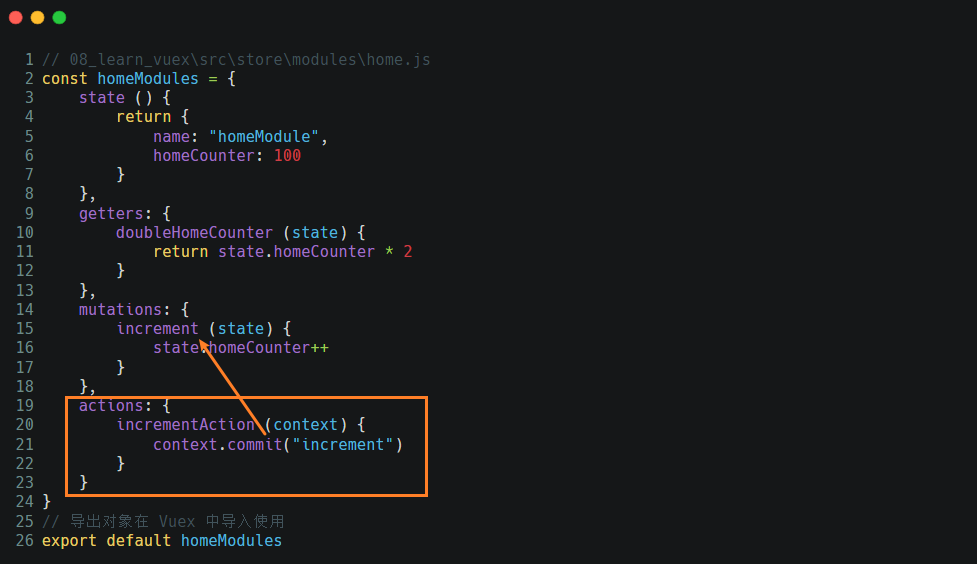 1 // 08_learn_vuex\src\store\modules\home.js
2 const homeModules = {
3     state () {
4         return {
5             name: "homeModule",
6             homeCounter: 100
7         }
8     },
9     getters: {
10         doubleHomeCounter (state) {
11             return state.homeCounter * 2
12         }
13     },
14     mutations: {
15         increment (state) {
16             state.homeCounter++
17         }
18     },
19     actions: {
20         incrementAction (context) {
21             context.commit("increment")
22         }
23     }
24 }
25 // 导出对象在 Vuex 中导入使用
26 export default homeModules